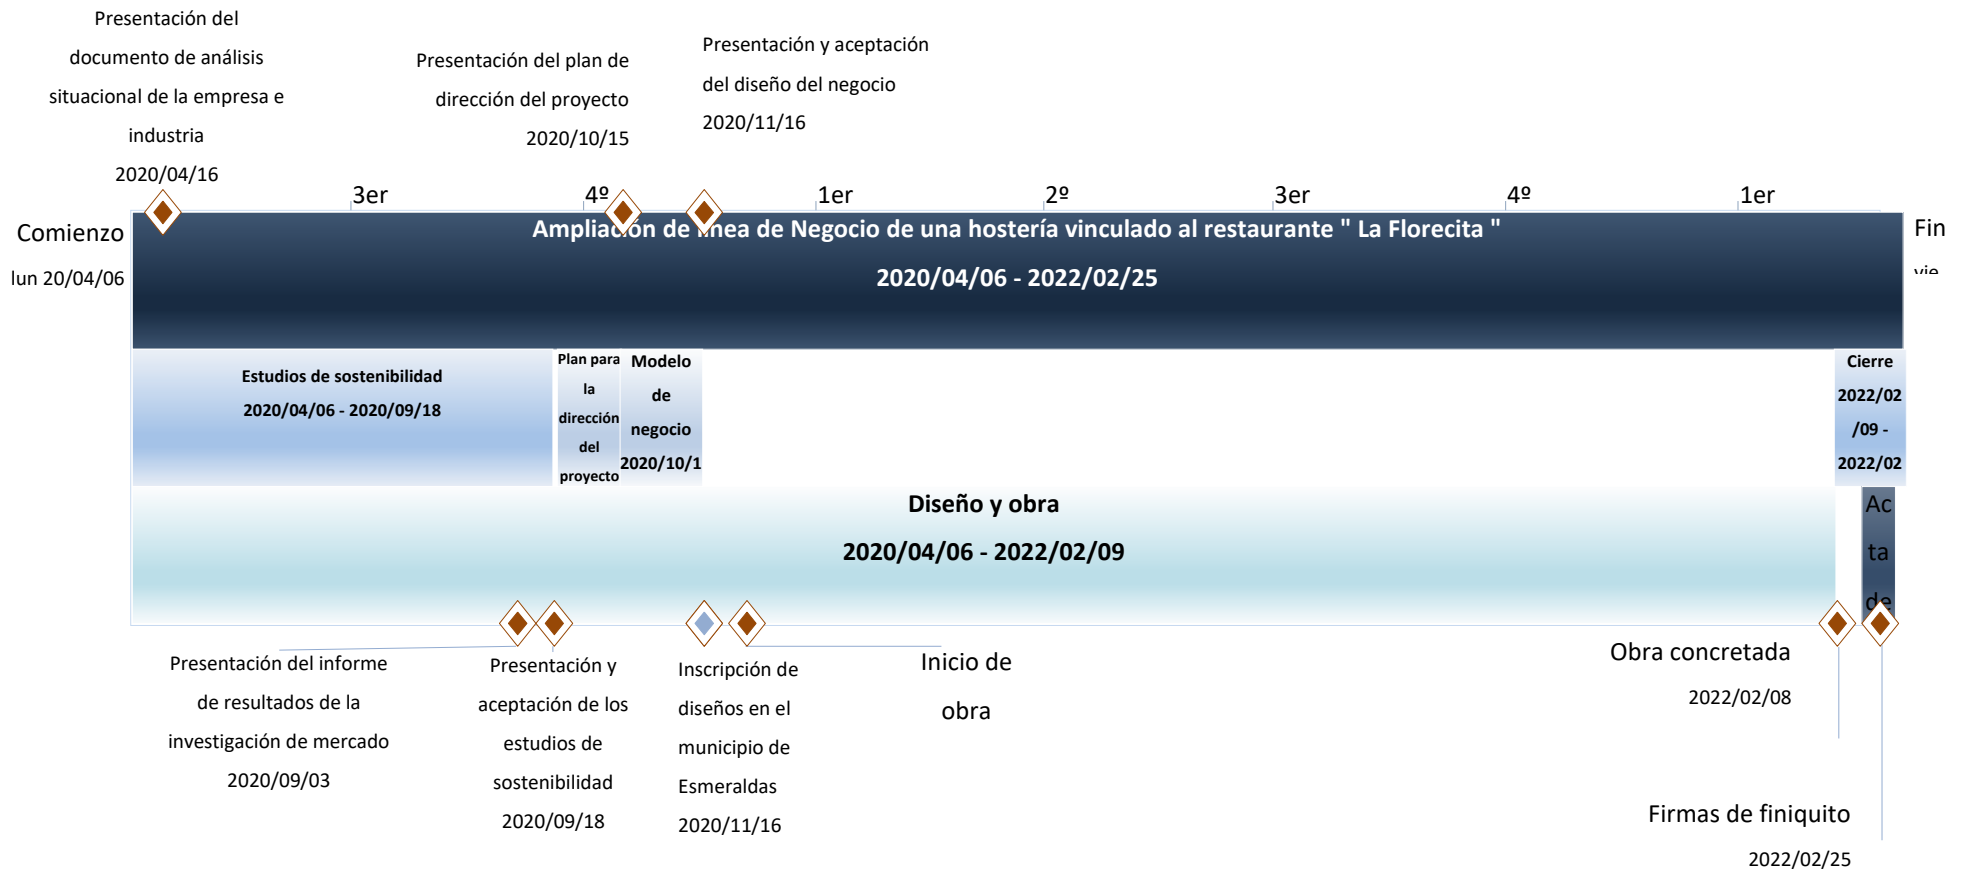 Presentación del
documento de análisis
situacional de la empresa e
industria
2020/04/16
Presentación del plan de
dirección del proyecto
2020/10/15
Presentación y aceptación
del diseño del negocio
2020/11/16
3er
4º
1er
2º
3er
4º
1er
Comienzo
lun 20/04/06
Ampliación de línea de Negocio de una hostería vinculado al restaurante " La Florecita "
2020/04/06 - 2022/02/25
Fin
vie
Estudios de sostenibilidad
2020/04/06 - 2020/09/18
Plan para
la
dirección
del
proyecto
Modelo
de
negocio
2020/10/1
Cierre
2022/02
/09 -
2022/02
Diseño y obra
2020/04/06 - 2022/02/09
Ac
ta
de
Presentación del informe
de resultados de la
investigación de mercado
2020/09/03
Presentación y
aceptación de los
estudios de
sostenibilidad
2020/09/18
Inscripción de
diseños en el
municipio de
Esmeraldas
2020/11/16
Inicio de
obra
Obra concretada
2022/02/08
Firmas de finiquito
2022/02/25